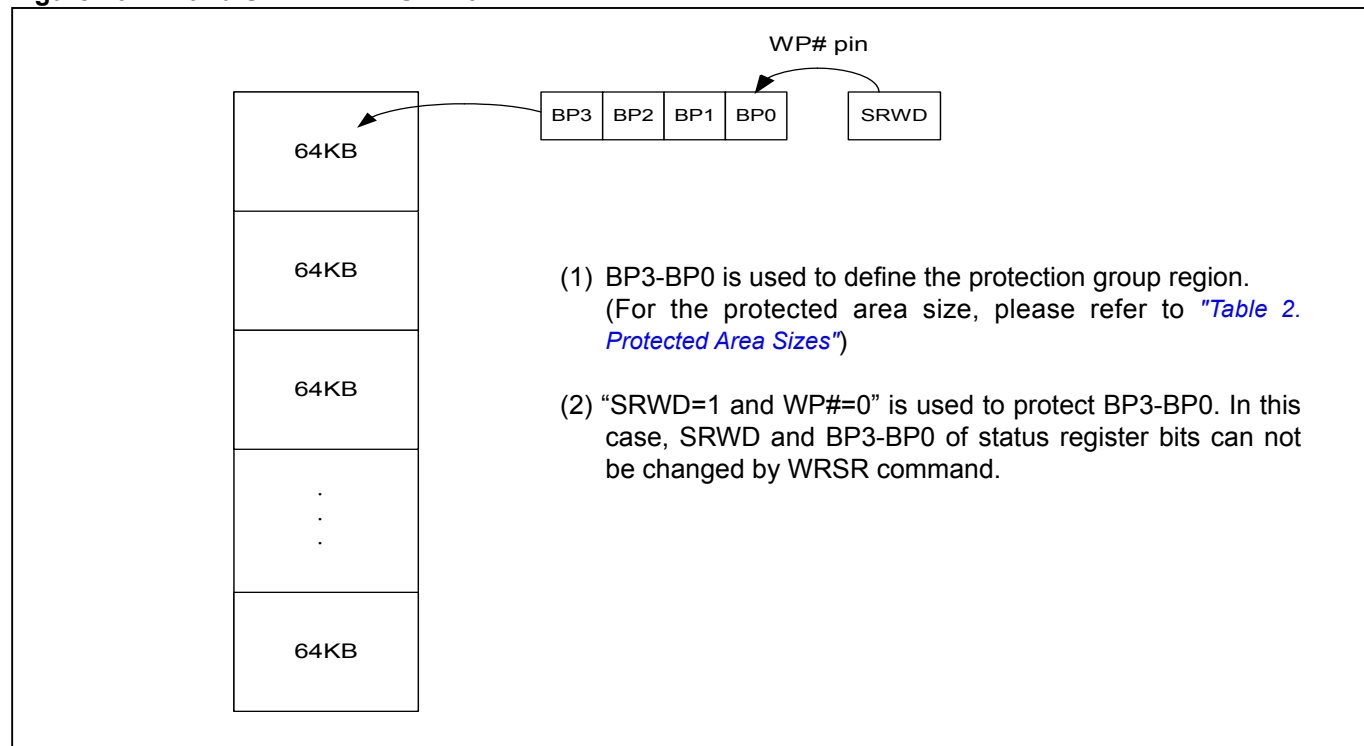 WP# pin
BP3 BP2 BP1 BP0 SRWD
64KB
64KB
64KB
.
.
.
64KB
(1) BP3-BP0 is used to define the protection group region.
(For the protected area size, please refer to "Table 2.
Protected Area Sizes")
(2) “SRWD=1 and WP#=0” is used to protect BP3-BP0. In this
case, SRWD and BP3-BP0 of status register bits can not
be changed by WRSR command.